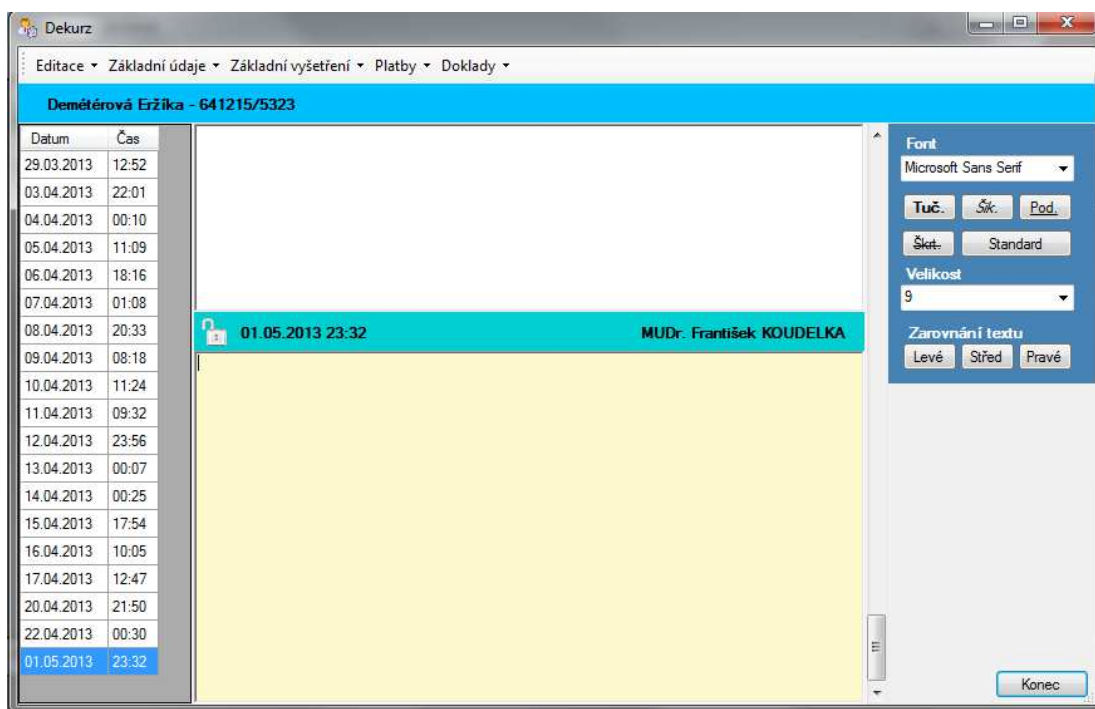 Dekurz
Editace Základní údaje Základní vyšetření Platby Doklady
Demétérová Eržika - 641215/5323
Datum Čas
29.03.2013 12:52
03.04.2013 22:01
04.04.2013 00:10
05.04.2013 11:09
06.04.2013 18:16
07.04.2013 01:08
08.04.2013 20:33
09.04.2013 08:18
10.04.2013 11:24
11.04.2013 09:32
12.04.2013 23:56
13.04.2013 00:07
14.04.2013 00:25
15.04.2013 17:54
16.04.2013 10:05
17.04.2013 12:47
20.04.2013 21:50
22.04.2013 00:30
01.05.2013 23:32
01.05.2013 23:32 MUDr. František KOUDELKA
Font
Microsoft Sans Serif
Tuč. Šik. Pod.
Škrt. Standard
Velikost
9
Zarovnání textu
Levé Střed Pravé
Konec